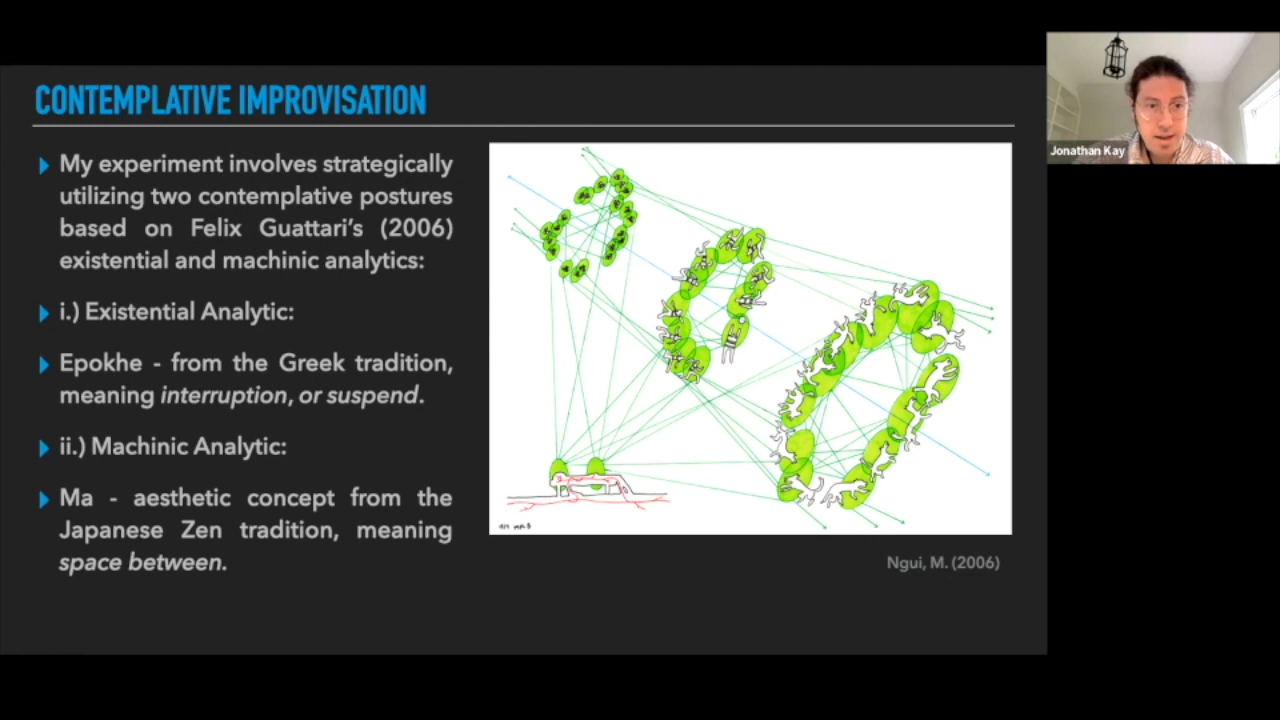 CONTEMPLATIVE IMPROVISATION
My experiment involves strategically
utilizing two contemplative postures
based on Felix Guattari's (2006)
existential and machinic analytics:
i.) Existential Analytic:
Epokhe - from the Greek tradition,
meaning interruption, or suspend.
ii.) Machinic Analytic:
Ma - aesthetic concept from the
Japanese Zen tradition, meaning
space between.
Ngui, M. (2006)
Jonathan Kay